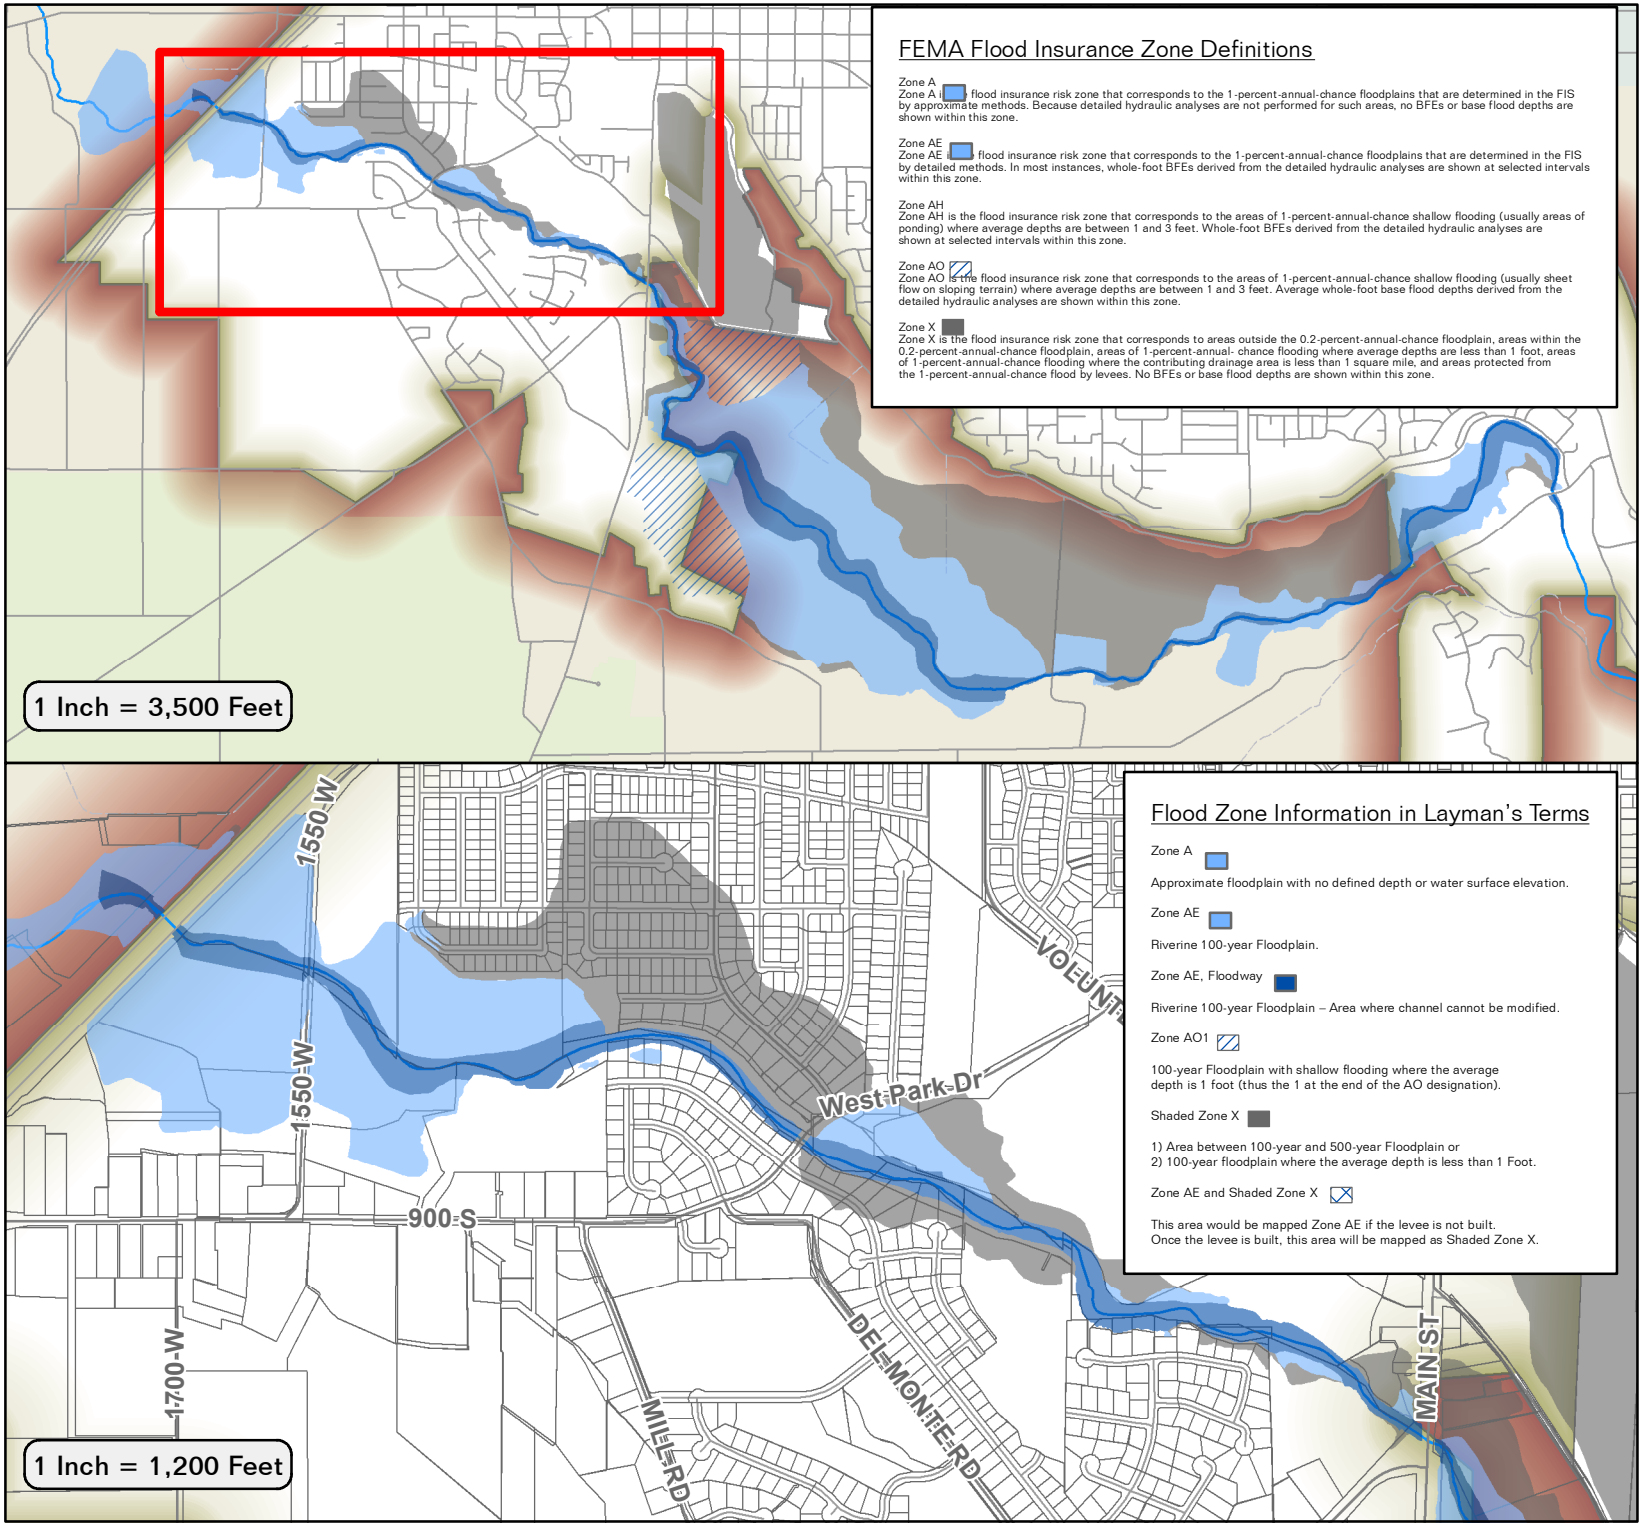 FEMA Flood Insurance Zone Definitions
Zone A
Zone A i flood insurance risk zone that corresponds to the 1-percent-annual-chance floodplains that are determined in the FIS
by approximate methods. Because detailed hydraulic analyses are not performed for such areas, no BFEs or base flood depths are
shown within this zone.
Zone AE
Zone AE flood insurance risk zone that corresponds to the 1-percent-annual-chance floodplains that are determined in the FIS
by detailed methods. In most instances, whole-foot BFEs derived from the detailed hydraulic analyses are shown at selected intervals
within this zone.
Zone AH
Zone AH is the flood insurance risk zone that corresponds to the areas of 1-percent-annual-chance shallow flooding (usually areas of
ponding) where average depths are between 1 and 3 feet. Whole-foot BFEs derived from the detailed hydraulic analyses are
shown at selected intervals within this zone.
Zone AO
Zone AO is the flood insurance risk zone that corresponds to the areas of 1-percent-annual-chance shallow flooding (usually sheet
flow on sloping terrain) where average depths are between 1 and 3 feet. Average whole-foot base flood depths derived from the
detailed hydraulic analyses are shown within this zone.
Zone X
Zone X is the flood insurance risk zone that corresponds to areas outside the 0.2-percent-annual-chance floodplain, areas within the
0.2-percent-annual-chance floodplain, areas of 1-percent-annual- chance flooding where average depths are less than 1 foot, areas
of 1-percent-annual-chance flooding where the contributing drainage area is less than 1 square mile, and areas protected from
the 1-percent-annual-chance flood by levees. No BFEs or base flood depths are shown within this zone.
1 Inch = 3,500 Feet
Flood Zone Information in Layman's Terms
Zone A
Approximate floodplain with no defined depth or water surface elevation.
Zone AE
Riverine 100-year Floodplain.
Zone AE, Floodway
Riverine 100-year Floodplain – Area where channel cannot be modified.
Zone AO1
100-year Floodplain with shallow flooding where the average
depth is 1 foot (thus the 1 at the end of the AO designation).
Shaded Zone X
1) Area between 100-year and 500-year Floodplain or
2) 100-year floodplain where the average depth is less than 1 Foot.
Zone AE and Shaded Zone X
This area would be mapped Zone AE if the levee is not built.
Once the levee is built, this area will be mapped as Shaded Zone X.
1550 W
VOLUNTE
1550 W
West Park Dr
900 S
1700 W
DEL MONTE RD
MAIN ST
MILL RD
1 Inch = 1,200 Feet